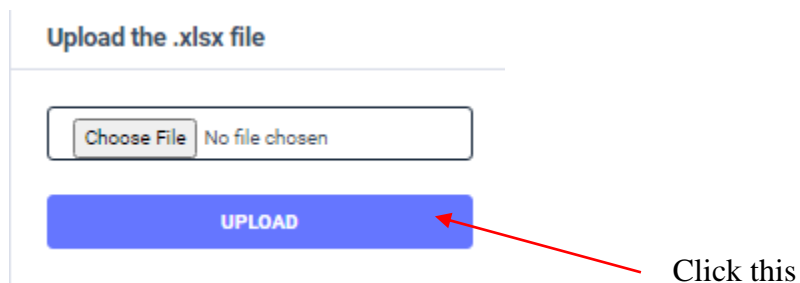 Upload the .xlsx file
Choose File No file chosen
UPLOAD
Click this